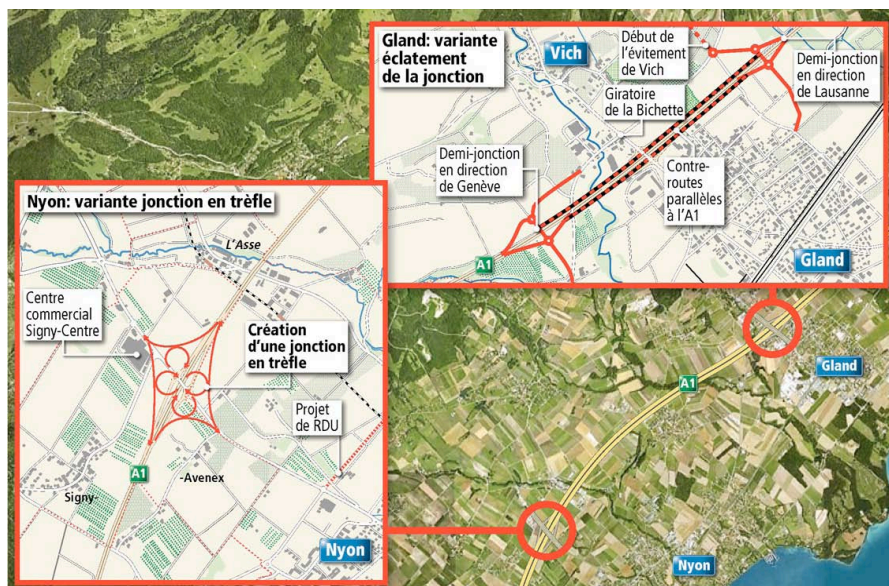 Gland: variante
éclatement
de la jonction
Vich
Début de
l'évitement
de Vich
Demi-jonction
en direction
de Lausanne
Giratoire
de la Bichette
Demi-jonction
en direction
de Genève
Contre-
routes
parallèles
à l'A1
A1
Gland
Nyon: variante jonction en trèfle
L'Asse
Centre
commercial
Signy-Centre
Création
d'une jonction
en trèfle
Projet
de RDU
A1
-Avenex
Signy-
Nyon
A1
Gland
Nyon